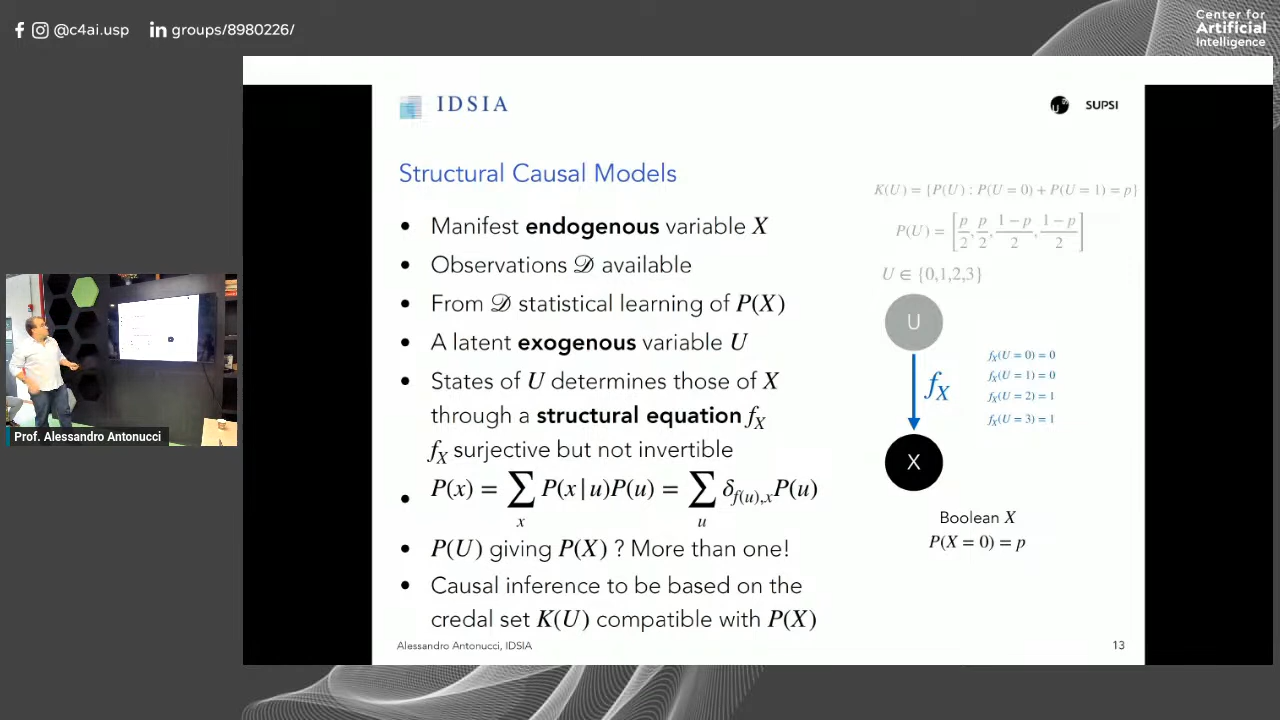 @c4ai.usp groups/8980226/
Center for
Artificial
Intelligence
IDSIA
SUPSI
Structural Causal Models
• Manifest endogenous variable X
• Observations 𝒟 available
• From 𝒟 statistical learning of P(X)
• A latent exogenous variable U
• States of U determines those of X
through a structural equation f_X
f_X surjective but not invertible
• P(x) = ∑_x P(x|u)P(u) = ∑_u δ_{f(u),x}P(u)
• P(U) giving P(X) ? More than one!
• Causal inference to be based on the
credal set K(U) compatible with P(X)
K(U) = {P(U) : P(U = 0) + P(U = 1) = p}
P(U) = [p/2, p/2, 1−p/2, 1−p/2]
U ∈ {0,1,2,3}
U
f_X
f_X(U = 0) = 0
f_X(U = 1) = 0
f_X(U = 2) = 1
f_X(U = 3) = 1
X
Boolean X
P(X = 0) = p
Alessandro Antonucci, IDSIA
13
Prof. Alessandro Antonucci